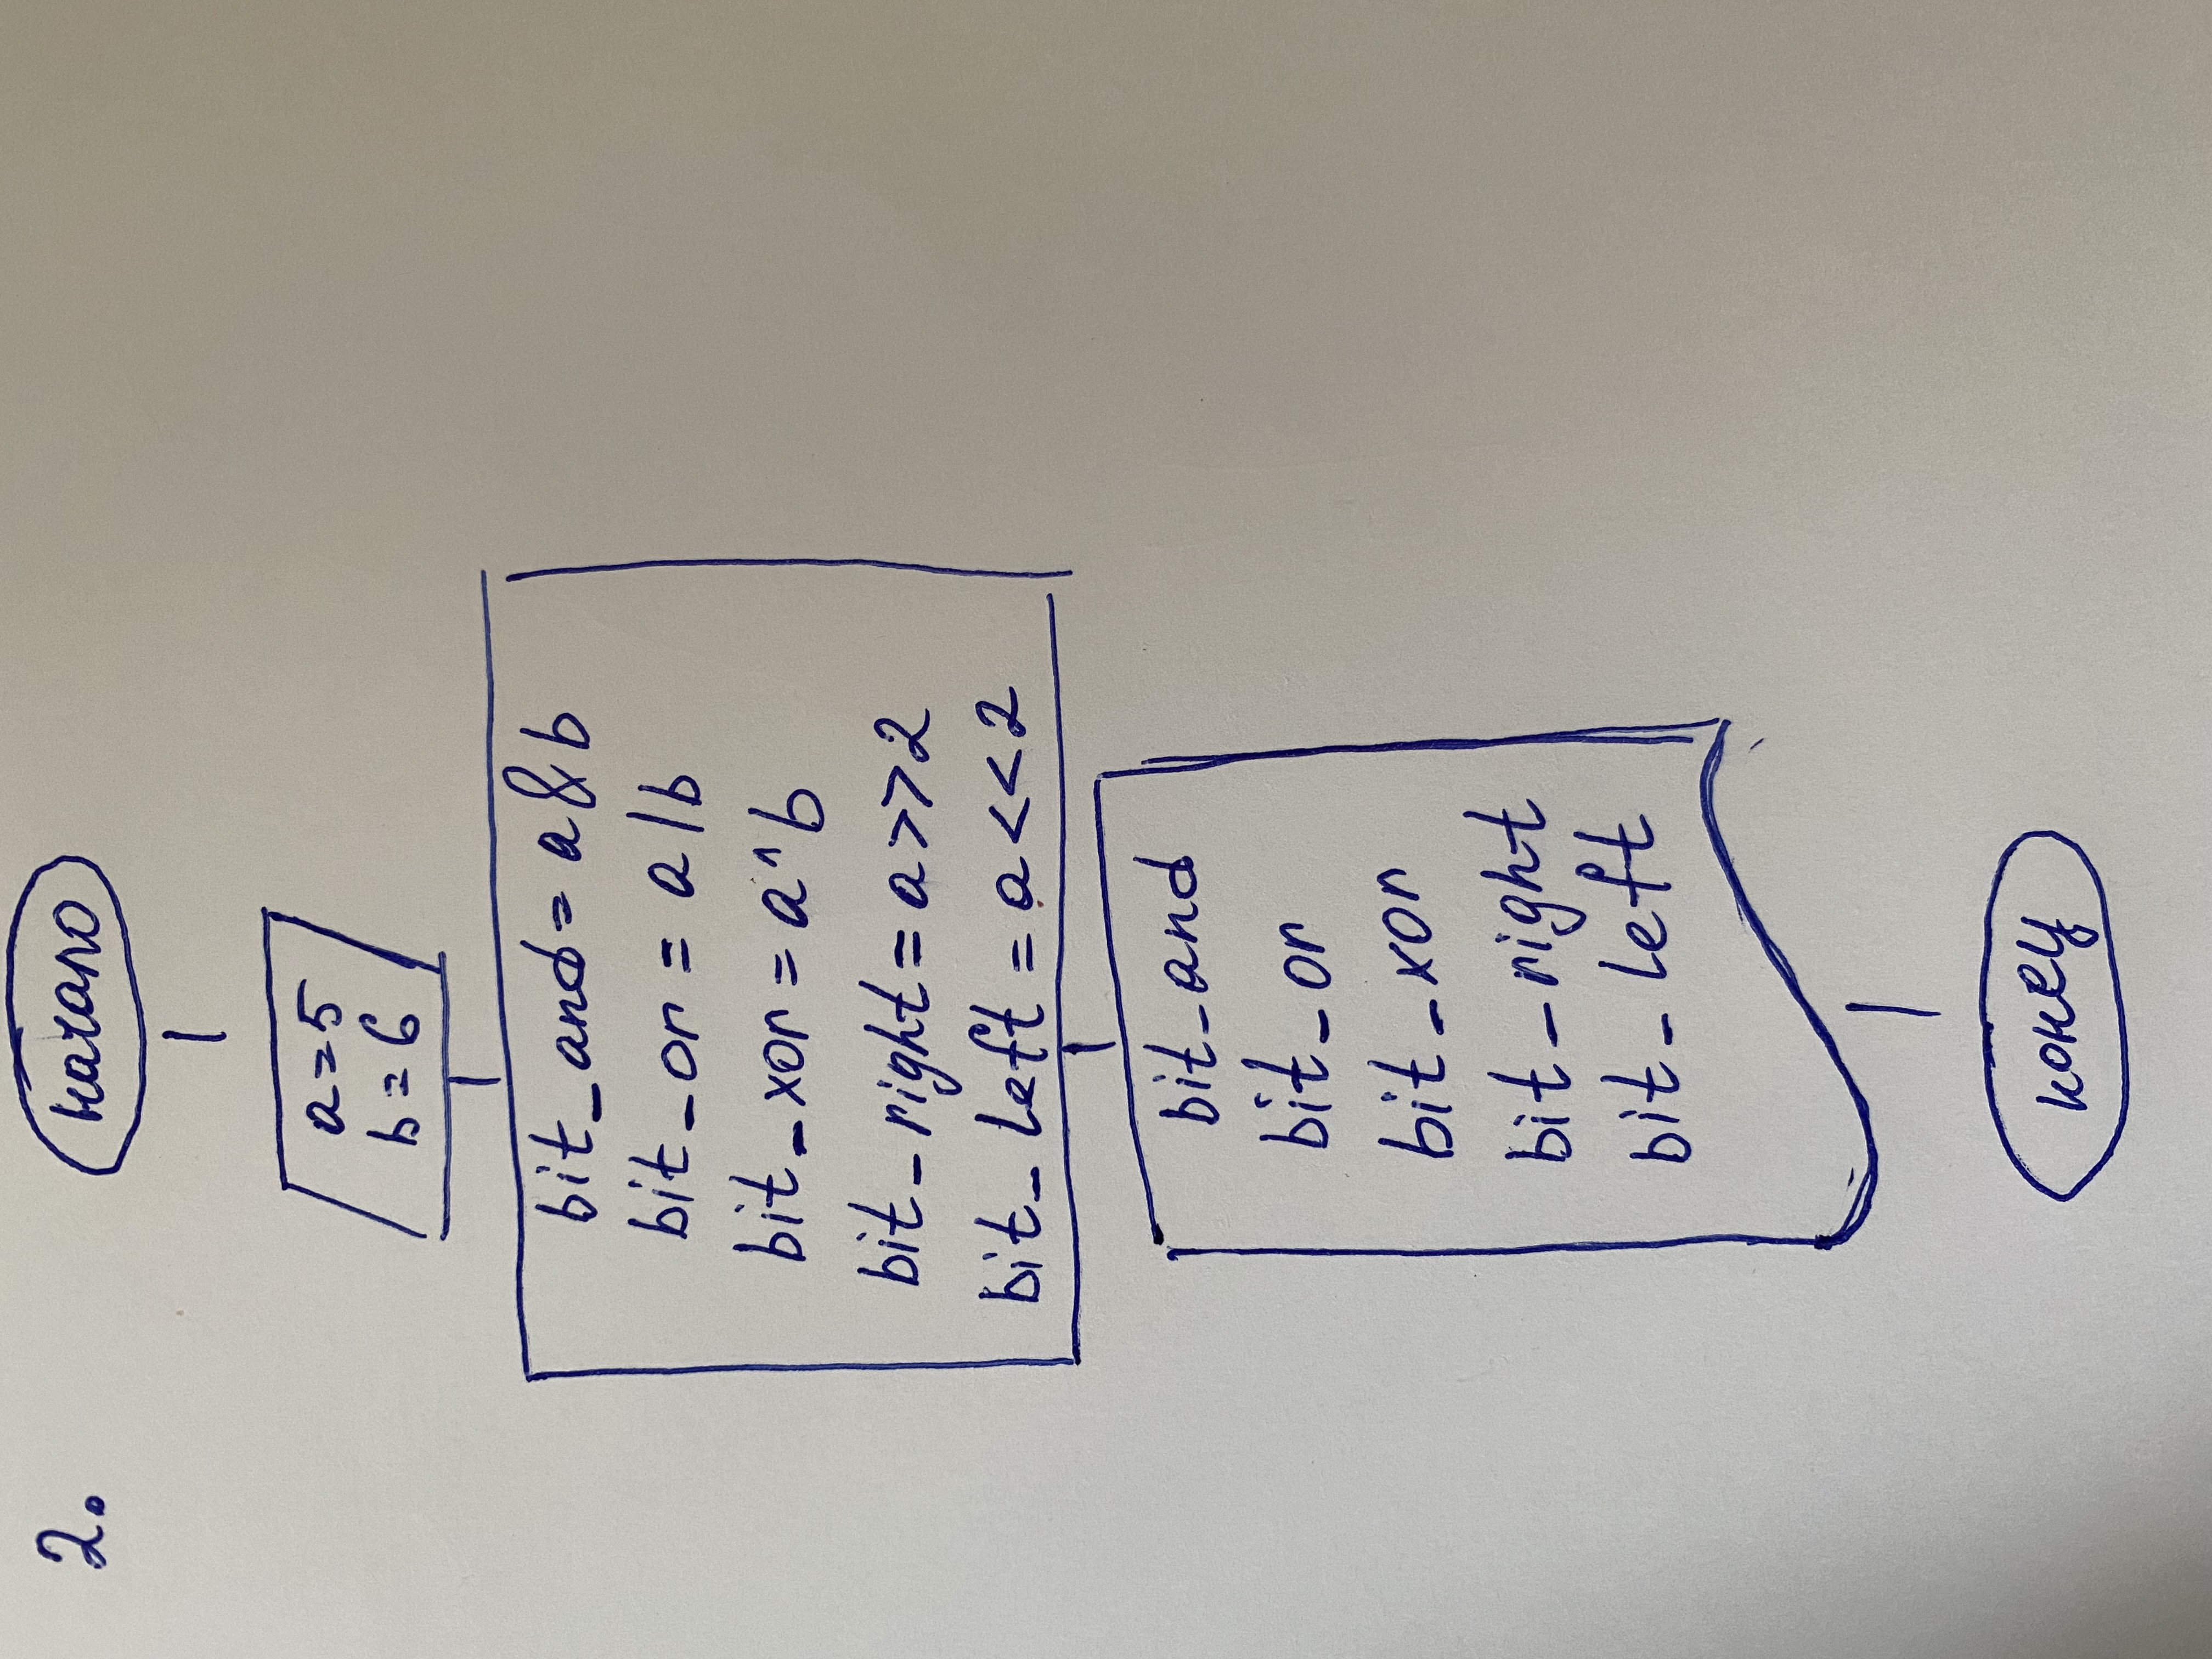 2.
начало
a=5
b=6
bit_and= a&b
bit_or = a|b
bit_xor = a^b
bit_right = a>>2
bit_left = a<<2
bit_and
bit_or
bit_xor
bit_right
bit_left
конец